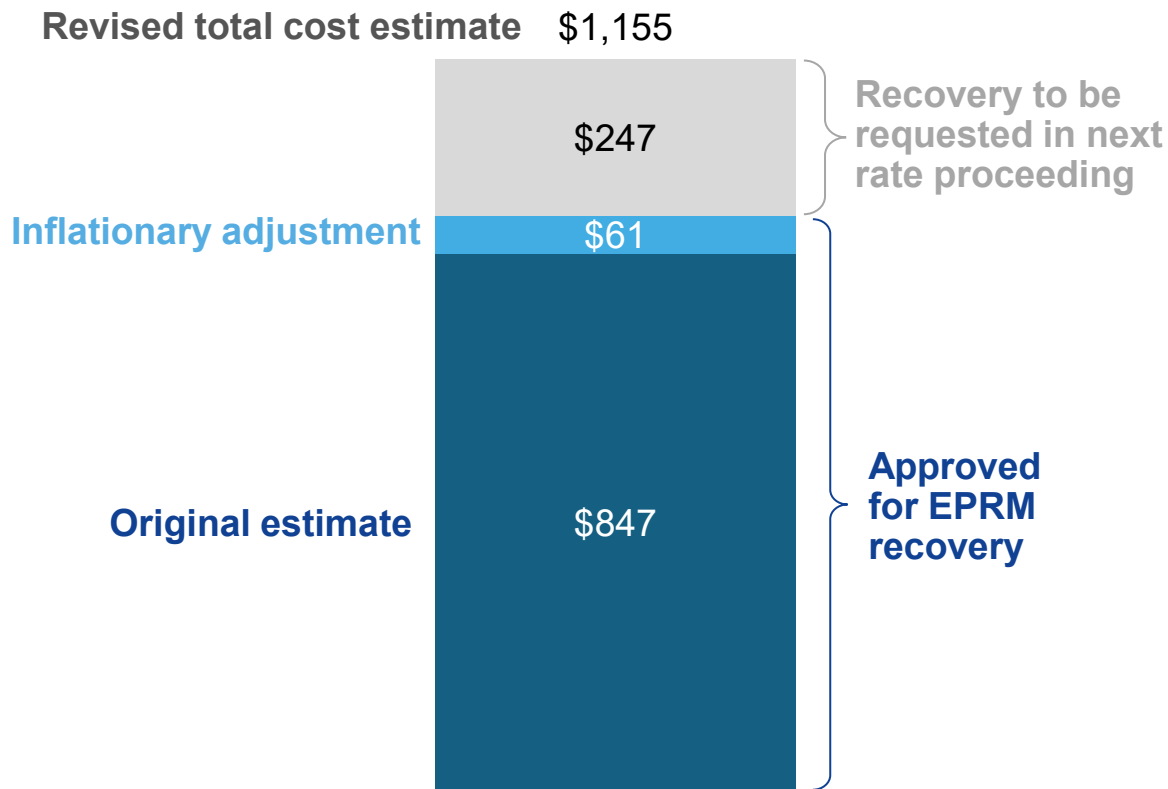 Revised total cost estimate $1,155
$247
Recovery to be
requested in next
rate proceeding
Inflationary adjustment
$61
Original estimate
$847
Approved
for EPRM
recovery